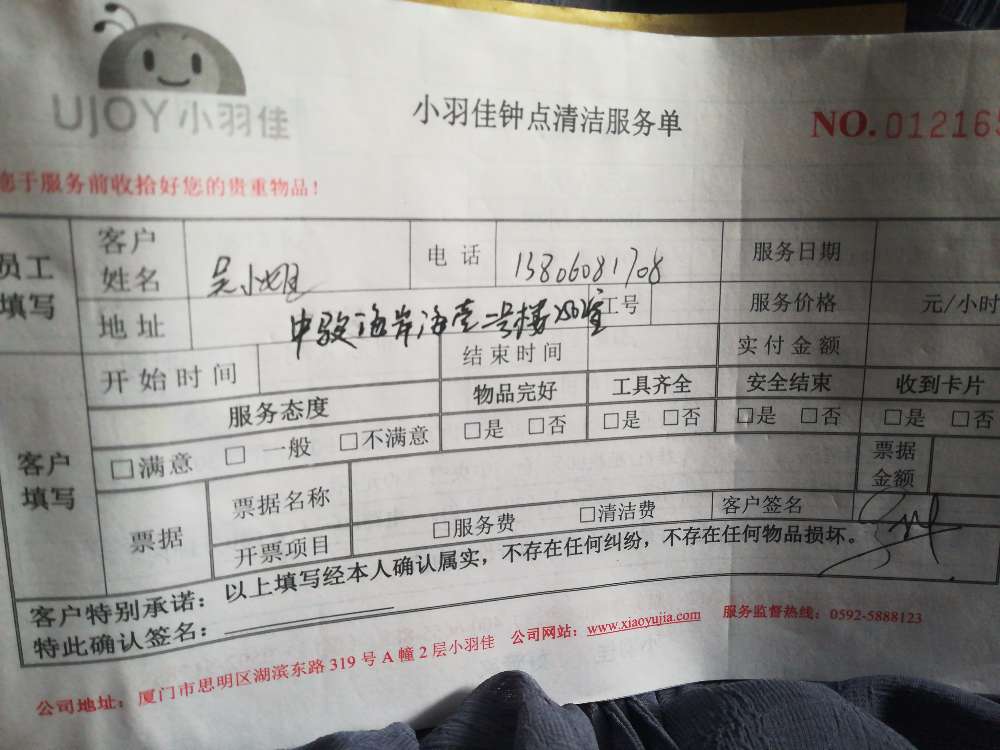 UJOY小羽佳
小羽佳钟点清洁服务单
NO.012165
您于服务前收拾好您的贵重物品!
员工填写
客户姓名 吴小姐 电话 13806081708 服务日期
地址 中骏海岸海壹二号楼 工号 服务价格 元/小时
开始时间 结束时间 实付金额
客户填写
服务态度 物品完好 工具齐全 安全结束 收到卡片
□满意 □一般 □不满意 □是 □否 □是 □否 □是 □否 □是 □否
票据 票据名称 票据金额
开票项目 □服务费 □清洁费 客户签名
客户特别承诺:以上填写经本人确认属实,不存在任何纠纷,不存在任何物品损坏。
特此确认签名:
公司地址:厦门市思明区湖滨东路319号A幢2层小羽佳 公司网站:www.xiaoyujia.com 服务监督热线:0592-5888123